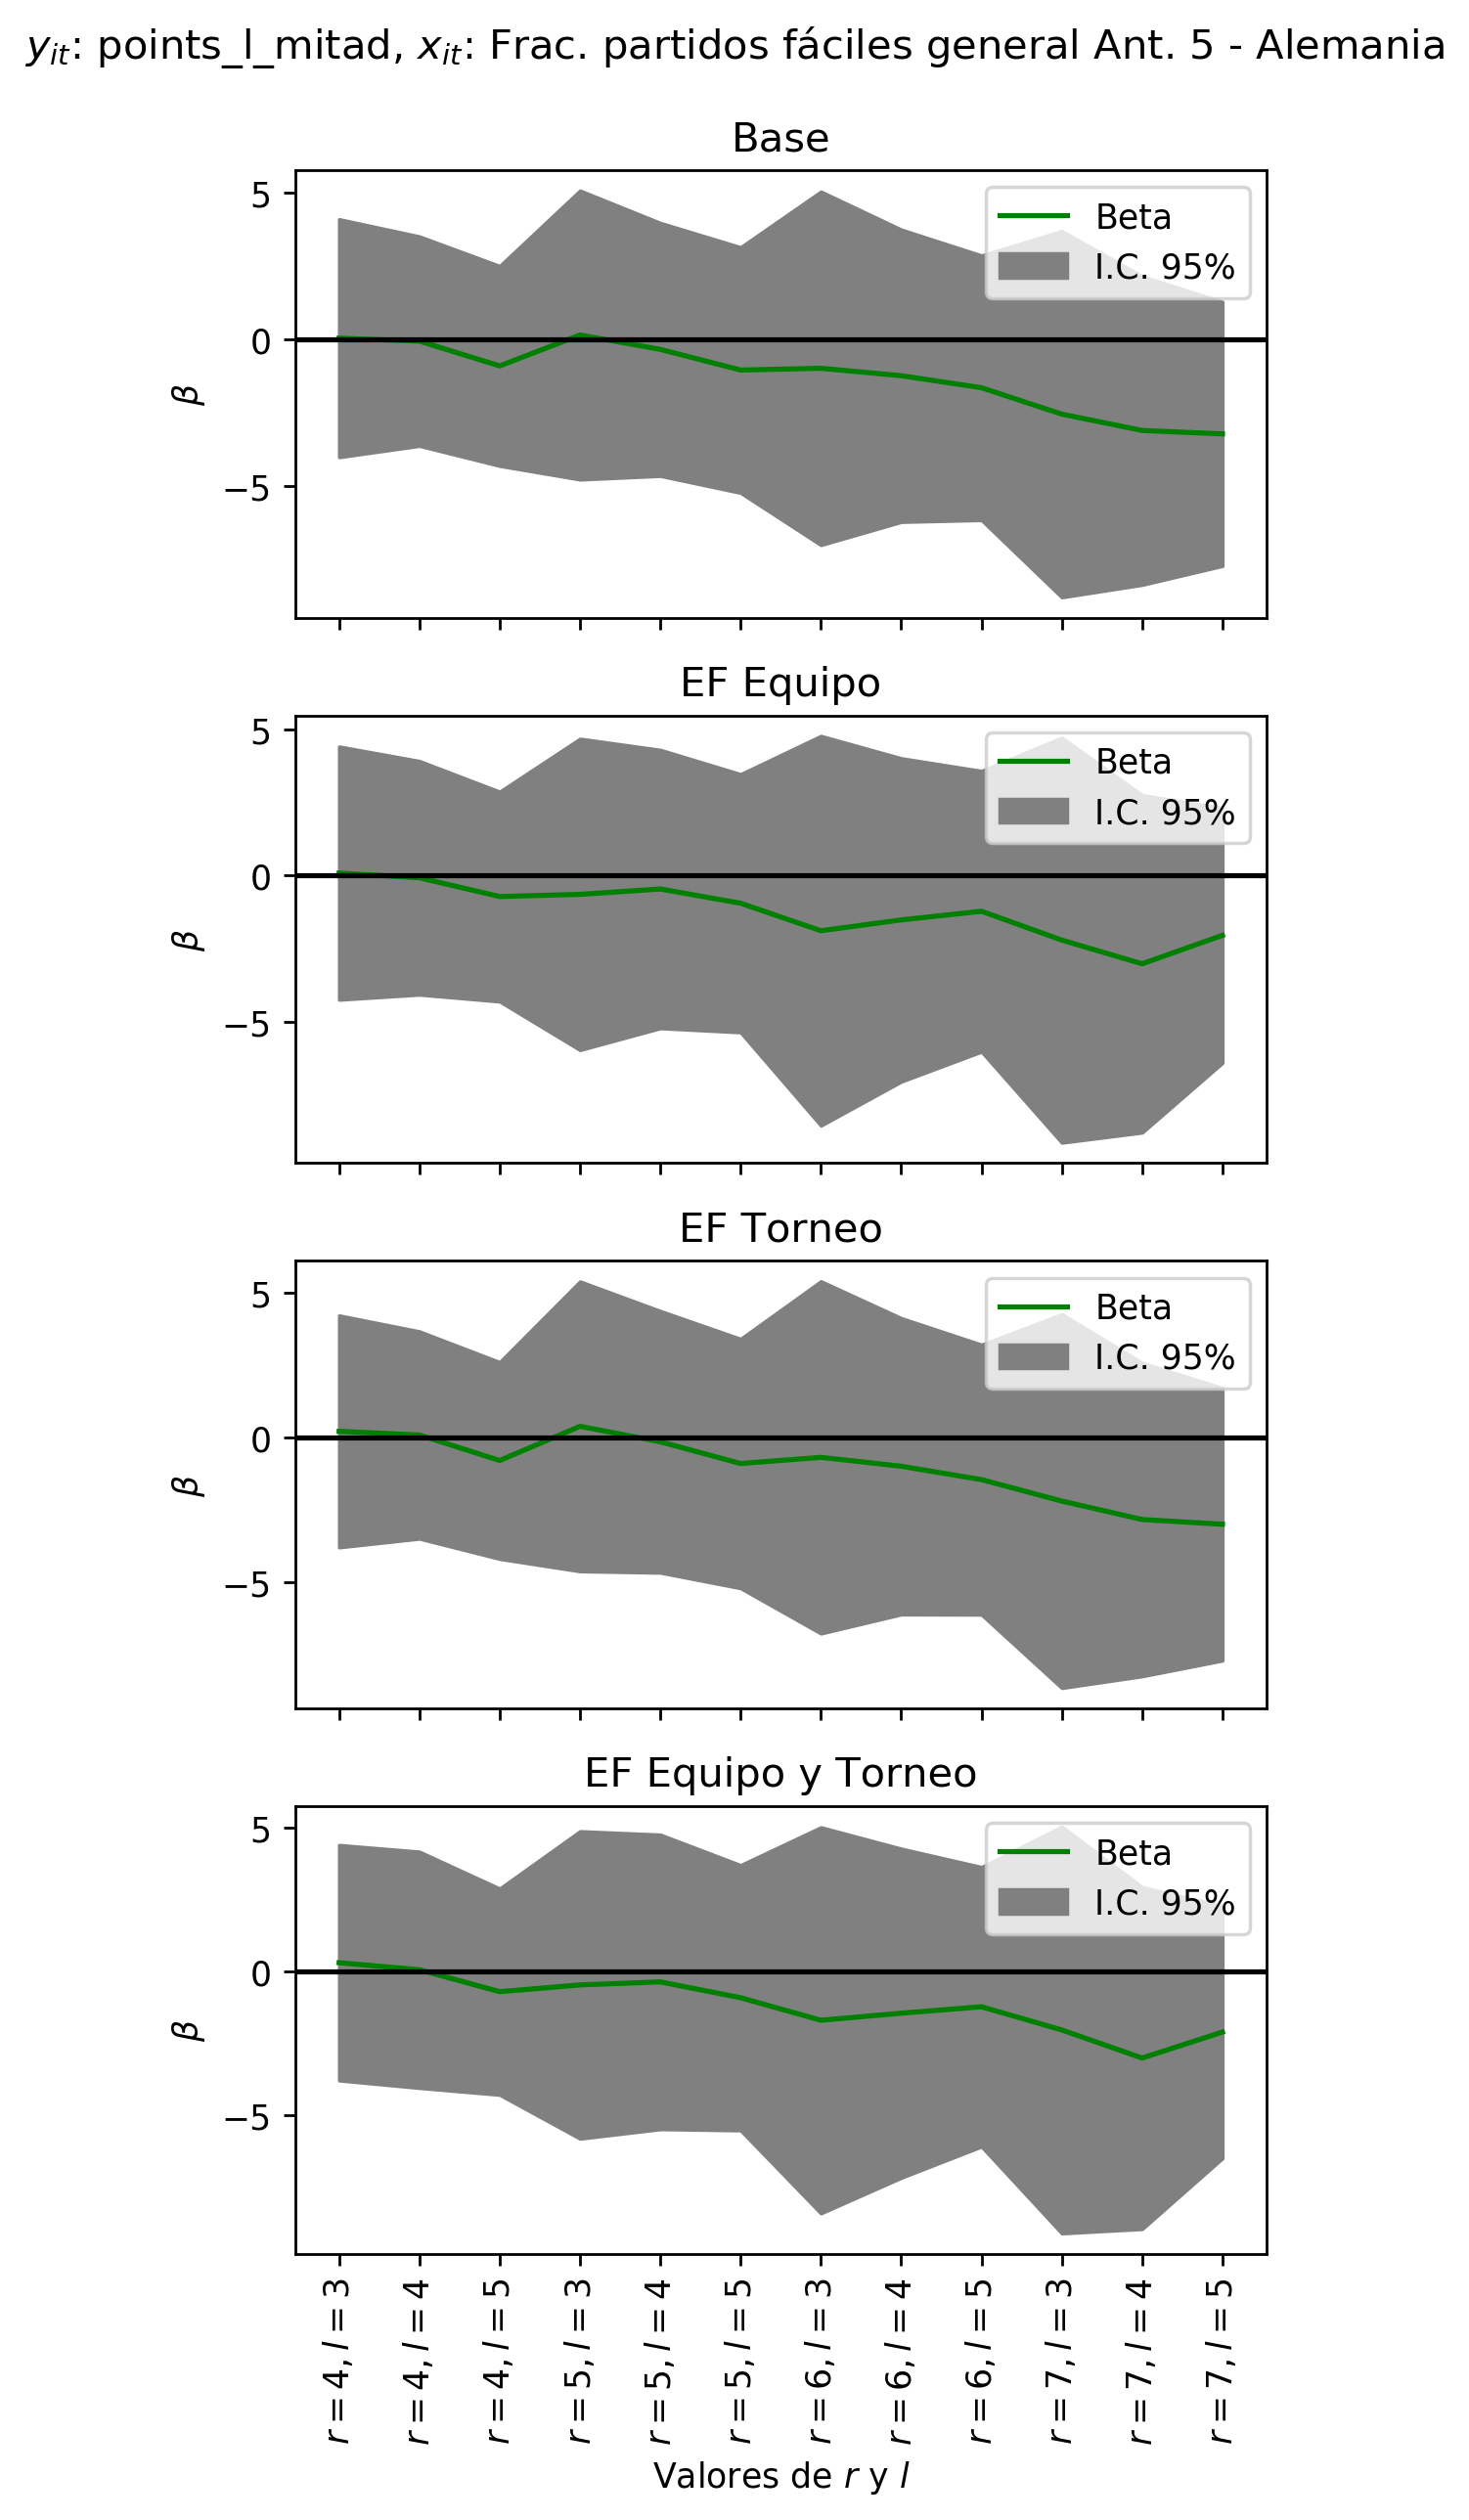 y_it: points_l_mitad, x_it: Frac. partidos fáciles general Ant. 5 - Alemania
Base
5
0
−5
β
Beta
I.C. 95%
EF Equipo
5
0
−5
β
Beta
I.C. 95%
EF Torneo
5
0
−5
β
Beta
I.C. 95%
EF Equipo y Torneo
5
0
−5
β
Beta
I.C. 95%
r = 4, l = 3
r = 4, l = 4
r = 4, l = 5
r = 5, l = 3
r = 5, l = 4
r = 5, l = 5
r = 6, l = 3
r = 6, l = 4
r = 6, l = 5
r = 7, l = 3
r = 7, l = 4
r = 7, l = 5
Valores de r y l